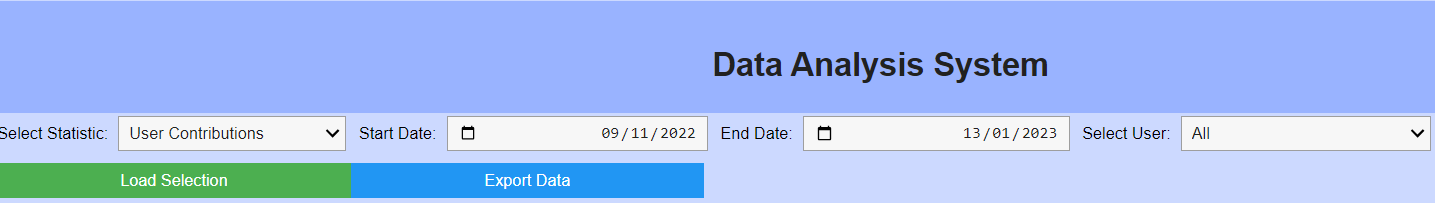 Data Analysis System
Select Statistic: User Contributions Start Date: 09/11/2022 End Date: 13/01/2023 Select User: All
Load Selection Export Data